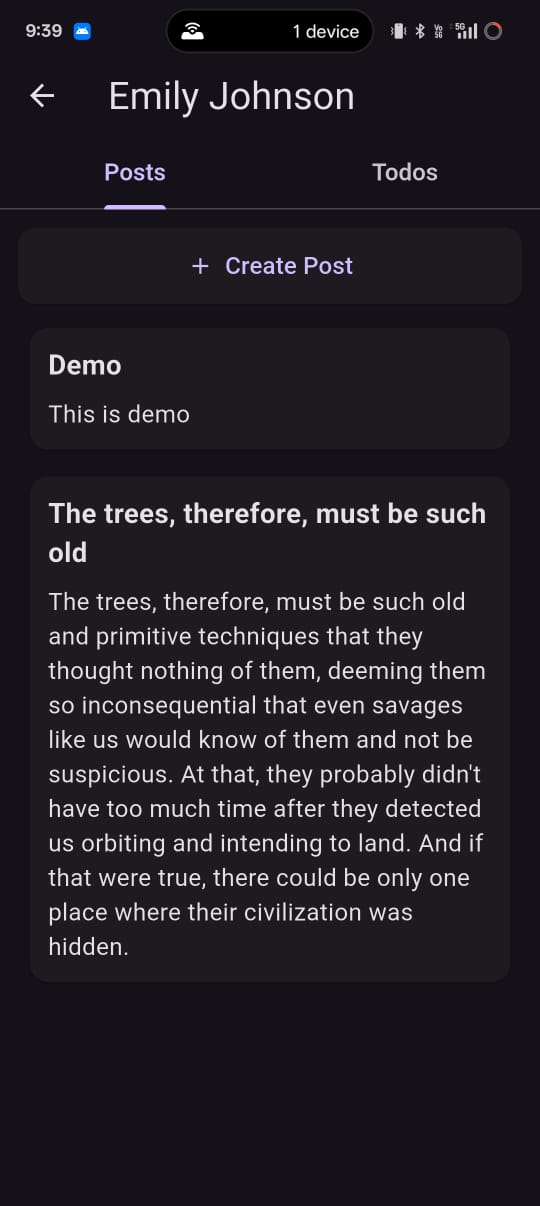 9:39
1 device
Vo
5G
5G
Emily Johnson
Posts
Todos
+ Create Post
Demo
This is demo
The trees, therefore, must be such
old
The trees, therefore, must be such old
and primitive techniques that they
thought nothing of them, deeming them
so inconsequential that even savages
like us would know of them and not be
suspicious. At that, they probably didn't
have too much time after they detected
us orbiting and intending to land. And if
that were true, there could be only one
place where their civilization was
hidden.